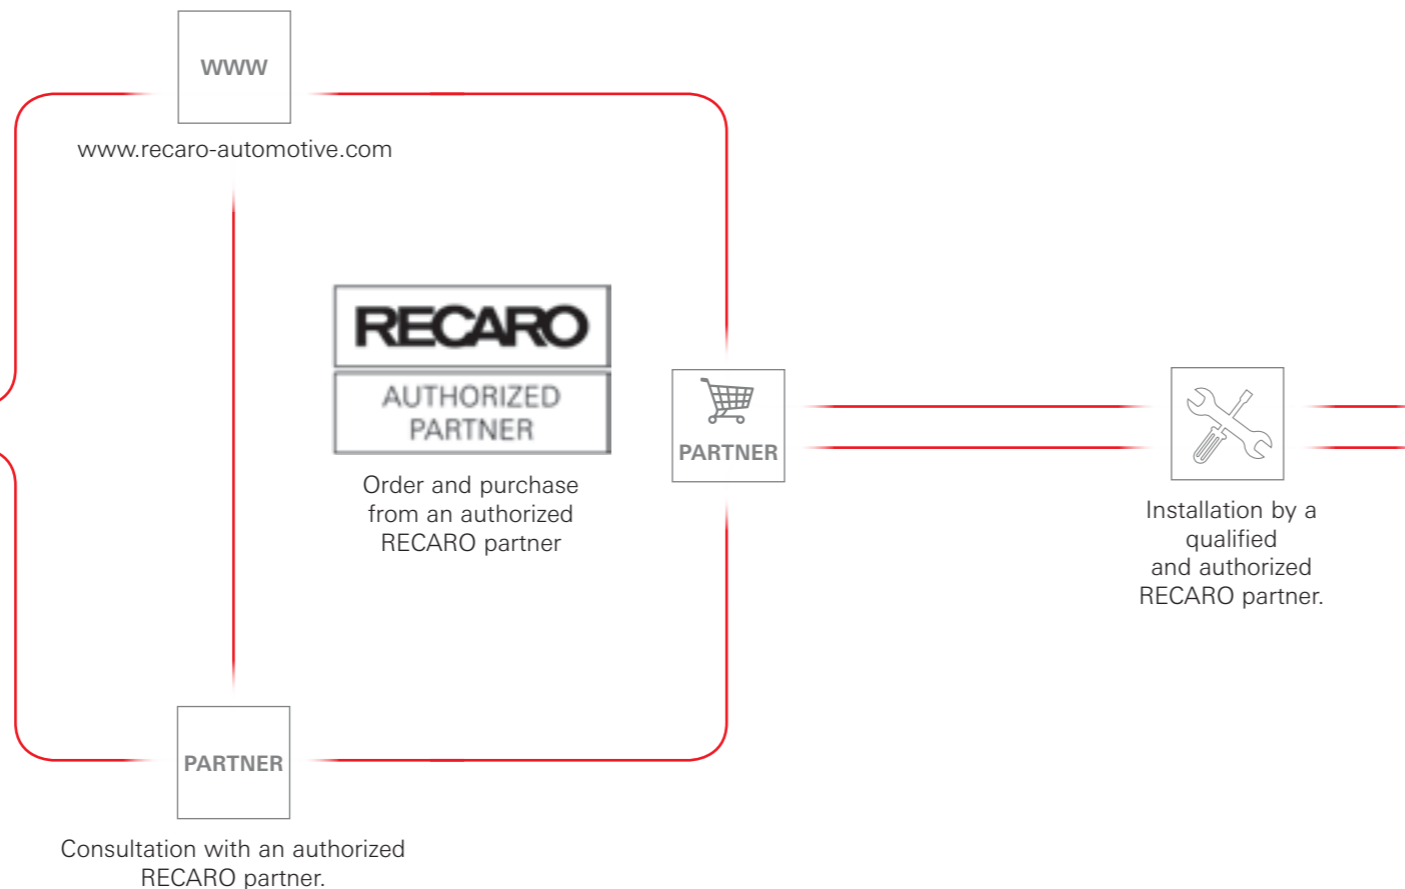 www
www.recaro-automotive.com
RECARO
AUTHORIZED
PARTNER
Order and purchase
from an authorized
RECARO partner
PARTNER
Installation by a
qualified
and authorized
RECARO partner.
PARTNER
Consultation with an authorized
RECARO partner.